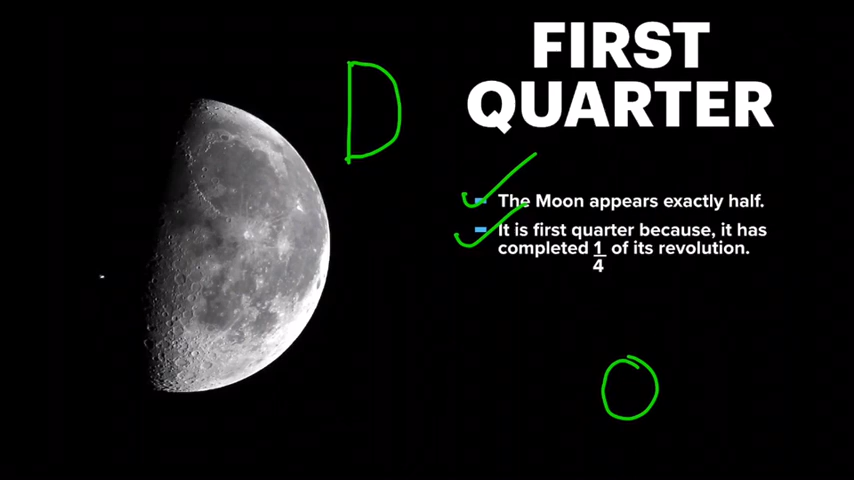 FIRST
QUARTER
The Moon appears exactly half.
It is first quarter because, it has
completed 1/4 of its revolution.